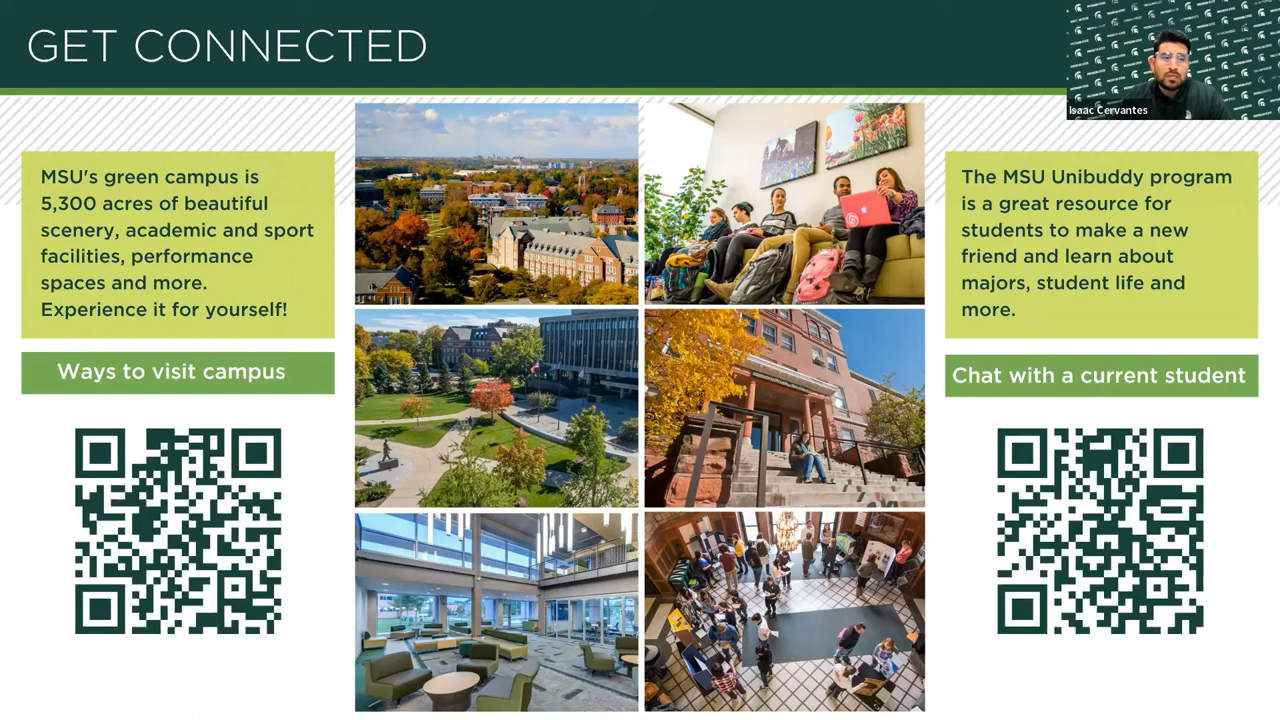 GET CONNECTED
Isaac Cervantes
MSU's green campus is
5,300 acres of beautiful
scenery, academic and sport
facilities, performance
spaces and more.
Experience it for yourself!
Ways to visit campus
The MSU Unibuddy program
is a great resource for
students to make a new
friend and learn about
majors, student life and
more.
Chat with a current student